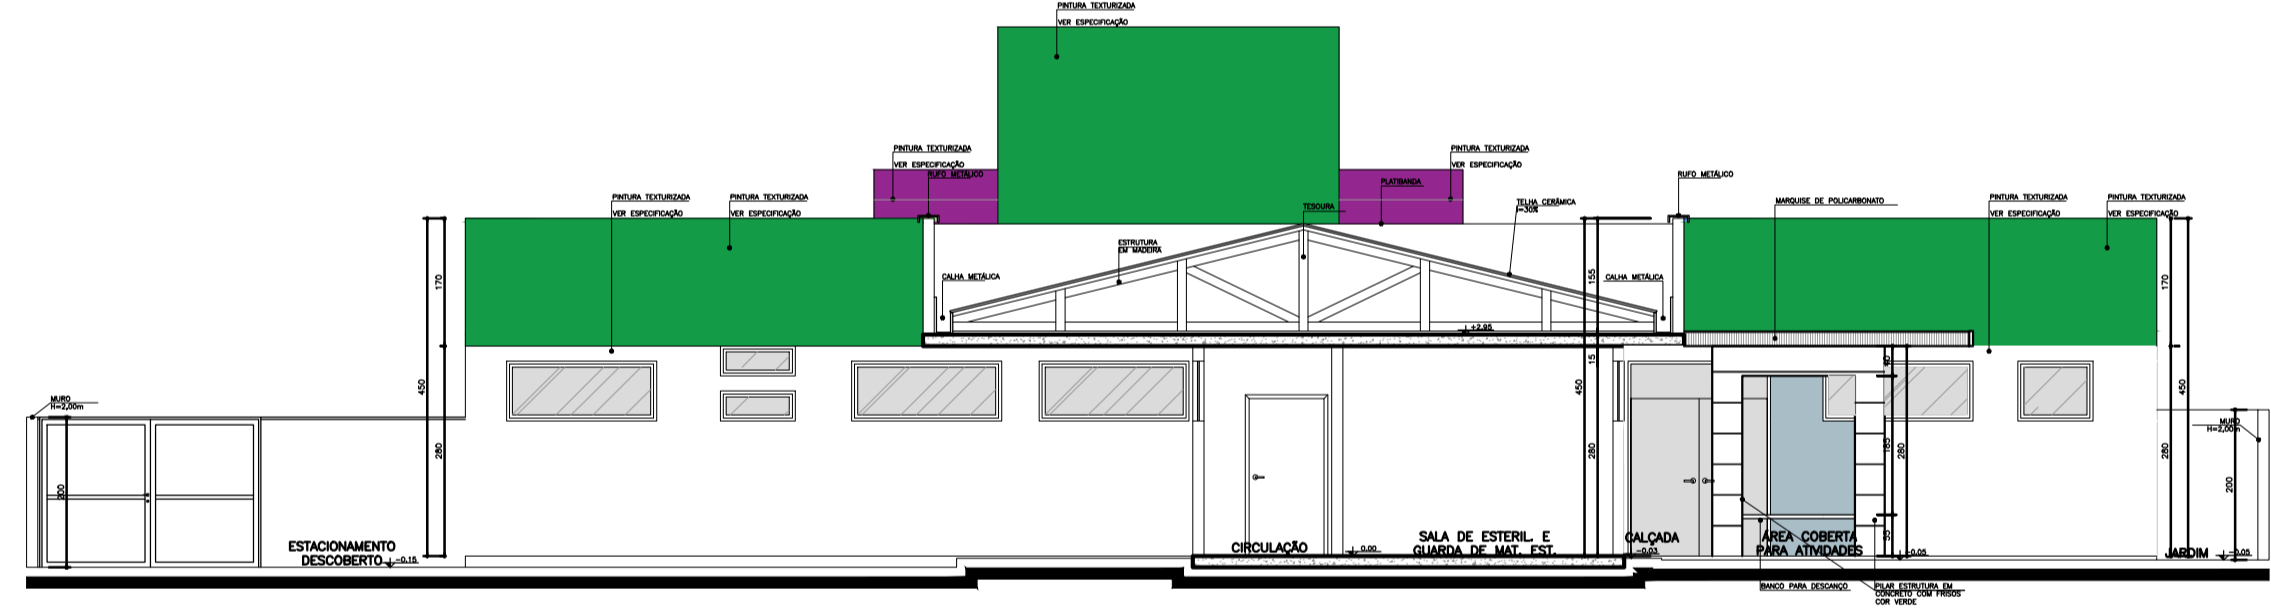 PINTURA TEXTURIZADA
VER ESPECIFICAÇÃO
PINTURA TEXTURIZADA
VER ESPECIFICAÇÃO
RUFO METÁLICO
PINTURA TEXTURIZADA
VER ESPECIFICAÇÃO
PLATIBANDA
RUFO METÁLICO
PINTURA TEXTURIZADA
VER ESPECIFICAÇÃO
PINTURA TEXTURIZADA
VER ESPECIFICAÇÃO
TESOURA
TELHA CERÂMICA
i=30%
MARQUISE DE POLICARBONATO
PINTURA TEXTURIZADA
VER ESPECIFICAÇÃO
PINTURA TEXTURIZADA
VER ESPECIFICAÇÃO
ESTRUTURA
EM MADEIRA
CALHA METÁLICA
CALHA METÁLICA
170
155
170
+2.95
15
40
450
450
450
MURO
H=2,00m
MURO
H=2,00m
280
280
185
280
280
200
200
55
ESTACIONAMENTO
DESCOBERTO
-0.15
CIRCULAÇÃO
0.00
SALA DE ESTERIL. E
GUARDA DE MAT. EST.
CALÇADA
-0.03
ÁREA COBERTA
PARA ATIVIDADES
-0.05
JARDIM
-0.05
BANCO PARA DESCANÇO
PILAR ESTRUTURA EM
CONCRETO COM FRISOS
COR VERDE